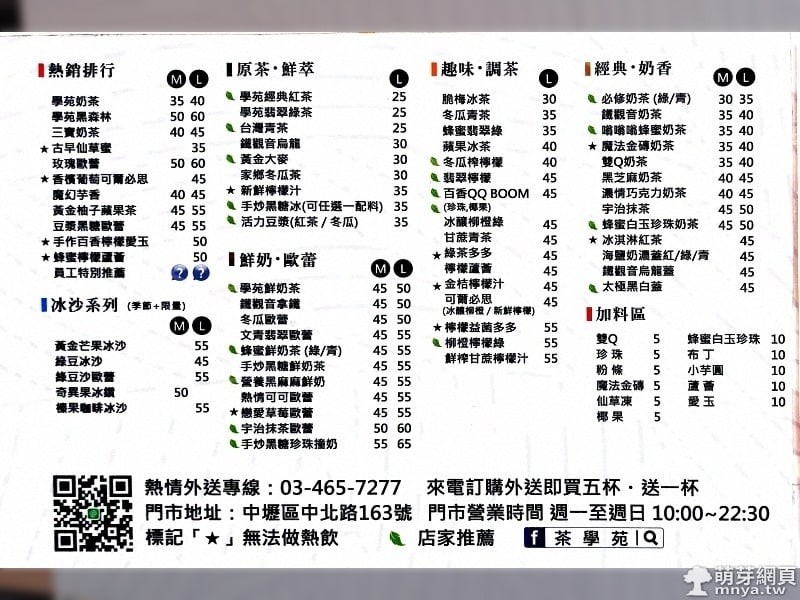 熱銷排行 M L
學苑奶茶 35 40
學苑黑森林 50 60
三寶奶茶 40 45
★古早仙草蜜 35
玫瑰歐蕾 50 60
★香檳葡萄可爾必思 45
魔幻芋香 40 45
黃金柚子蘋果茶 45 55
豆漿黑糖歐蕾 45 55
★手作百香檸檬愛玉 50
★蜂蜜檸檬蘆薈 50
員工特別推薦 ? ?
冰沙系列 (季節+限量) M L
黃金芒果冰沙 55
綠豆冰沙 45
綠豆沙歐蕾 55
奇異果冰鑽 50
榛果咖啡冰沙 55
原茶·鮮萃 L
學苑經典紅茶 25
學苑翡翠綠茶 25
台灣青茶 25
鐵觀音烏龍 30
黃金大麥 30
家鄉冬瓜茶 30
★新鮮檸檬汁 35
手炒黑糖冰(可任選一配料) 35
活力豆漿(紅茶/冬瓜) 35
鮮奶·歐蕾 M L
學苑鮮奶茶 45 50
鐵觀音拿鐵 45 50
冬瓜歐蕾 45 50
文青翡翠歐蕾 45 55
蜂蜜鮮奶茶 (綠/青) 45 55
手炒黑糖鮮奶茶 45 55
營養黑麻麻鮮奶 45 55
熱情可可歐蕾 45 55
★戀愛草莓歐蕾 45 55
宇治抹茶歐蕾 50 60
手炒黑糖珍珠撞奶 55 65
趣味·調茶 L
脆梅冰茶 30
冬瓜青茶 35
蜂蜜翡翠綠 35
蘋果冰茶 40
冬瓜榨檸檬 40
翡翠檸檬 45
百香QQ BOOM 45
(珍珠,椰果)
冰釀柳橙綠 45
甘蔗青茶 45
★綠茶多多 45
檸檬蘆薈 45
★金桔檸檬汁 45
可爾必思 45
(冰釀柳橙/新鮮檸檬)
★檸檬益菌多多 55
柳橙檸檬綠 55
鮮榨甘蔗檸檬汁 55
經典·奶香 M L
必修奶茶 (綠/青) 30 35
鐵觀音奶茶 35 40
嗡嗡嗡蜂蜜奶茶 35 40
★魔法金磚奶茶 35 40
雙Q奶茶 35 40
黑芝麻奶茶 40 45
濃情巧克力奶茶 40 45
宇治抹茶 45 50
蜂蜜白玉珍珠奶茶 45 50
★冰淇淋紅茶 45
海鹽奶濃蓋紅/綠/青 45
鐵觀音烏龍蓋 45
太極黑白蓋 45
加料區
雙Q 5 蜂蜜白玉珍珠 10
珍珠 5 布丁 10
粉條 5 小芋圓 10
魔法金磚 5 蘆薈 10
仙草凍 5 愛玉 10
椰果 5
熱情外送專線:03-465-7277 來電訂購外送即買五杯·送一杯
門市地址:中壢區中北路163號 門市營業時間 週一至週日 10:00~22:30
標記「★」無法做熱飲 店家推薦 f 茶學苑
萌芽網頁
mnya.tw